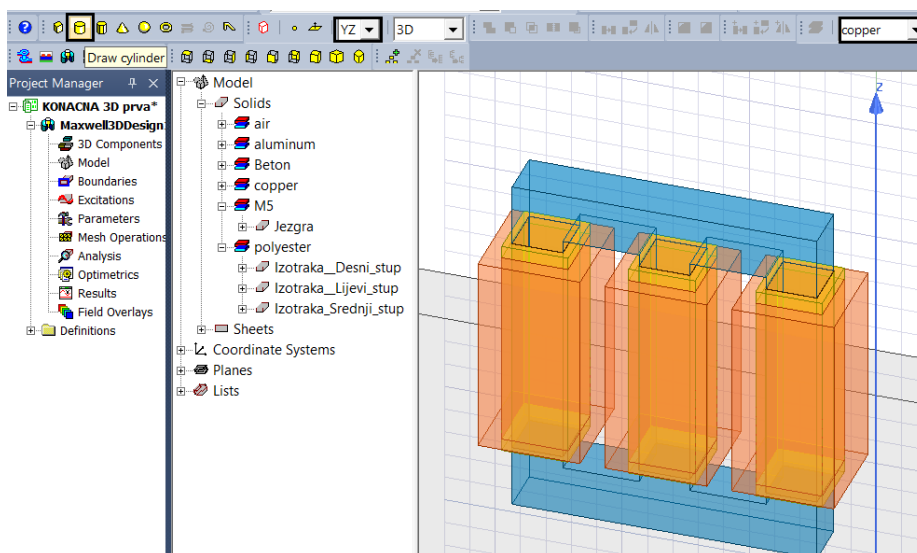 YZ
3D
copper
Draw cylinder
Project Manager
KONACNA 3D prva*
Maxwell3DDesign
3D Components
Model
Boundaries
Excitations
Parameters
Mesh Operations
Analysis
Optimetrics
Results
Field Overlays
Definitions
Model
Solids
air
aluminum
Beton
copper
M5
Jezgra
polyester
Izotraka__Desni_stup
Izotraka__Lijevi_stup
Izotraka_Srednji_stup
Sheets
Coordinate Systems
Planes
Lists
Z